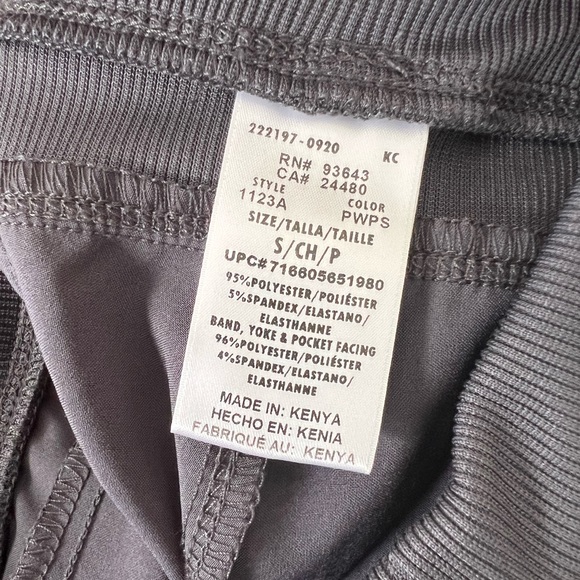 222197-0920 KC
RN# 93643
CA# 24480
STYLE COLOR
1123A PWPS
SIZE/TALLA/TAILLE
S/CH/P
UPC#716605651980
95%POLYESTER/POLIÉSTER
5%SPANDEX/ELASTANO/
ELASTHANNE
BAND, YOKE & POCKET FACING
96%POLYESTER/POLIÉSTER
4%SPANDEX/ELASTANO/
ELASTHANNE
MADE IN: KENYA
HECHO EN: KENIA
FABRIQUÉ AU: KENYA